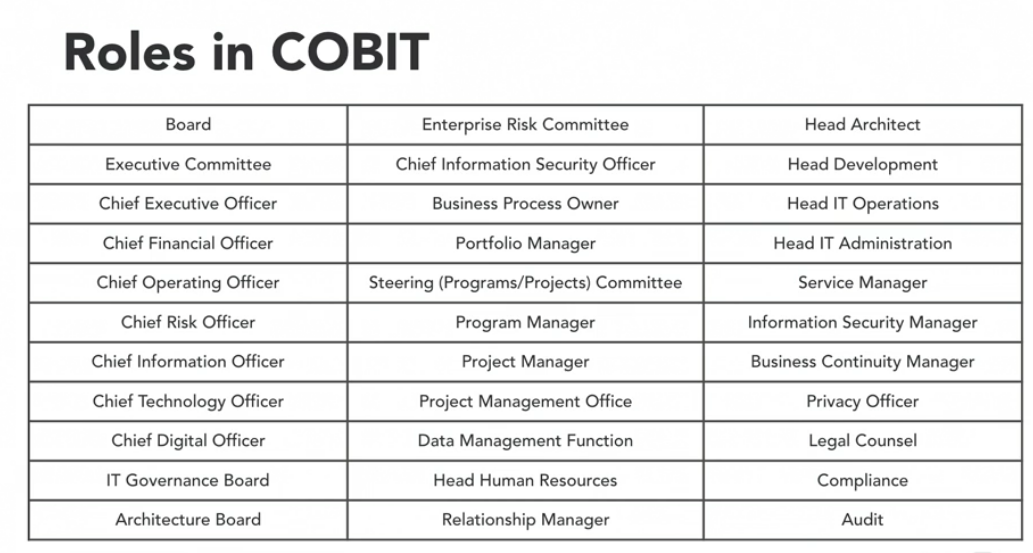 Roles in COBIT
Board Enterprise Risk Committee Head Architect
Executive Committee Chief Information Security Officer Head Development
Chief Executive Officer Business Process Owner Head IT Operations
Chief Financial Officer Portfolio Manager Head IT Administration
Chief Operating Officer Steering (Programs/Projects) Committee Service Manager
Chief Risk Officer Program Manager Information Security Manager
Chief Information Officer Project Manager Business Continuity Manager
Chief Technology Officer Project Management Office Privacy Officer
Chief Digital Officer Data Management Function Legal Counsel
IT Governance Board Head Human Resources Compliance
Architecture Board Relationship Manager Audit